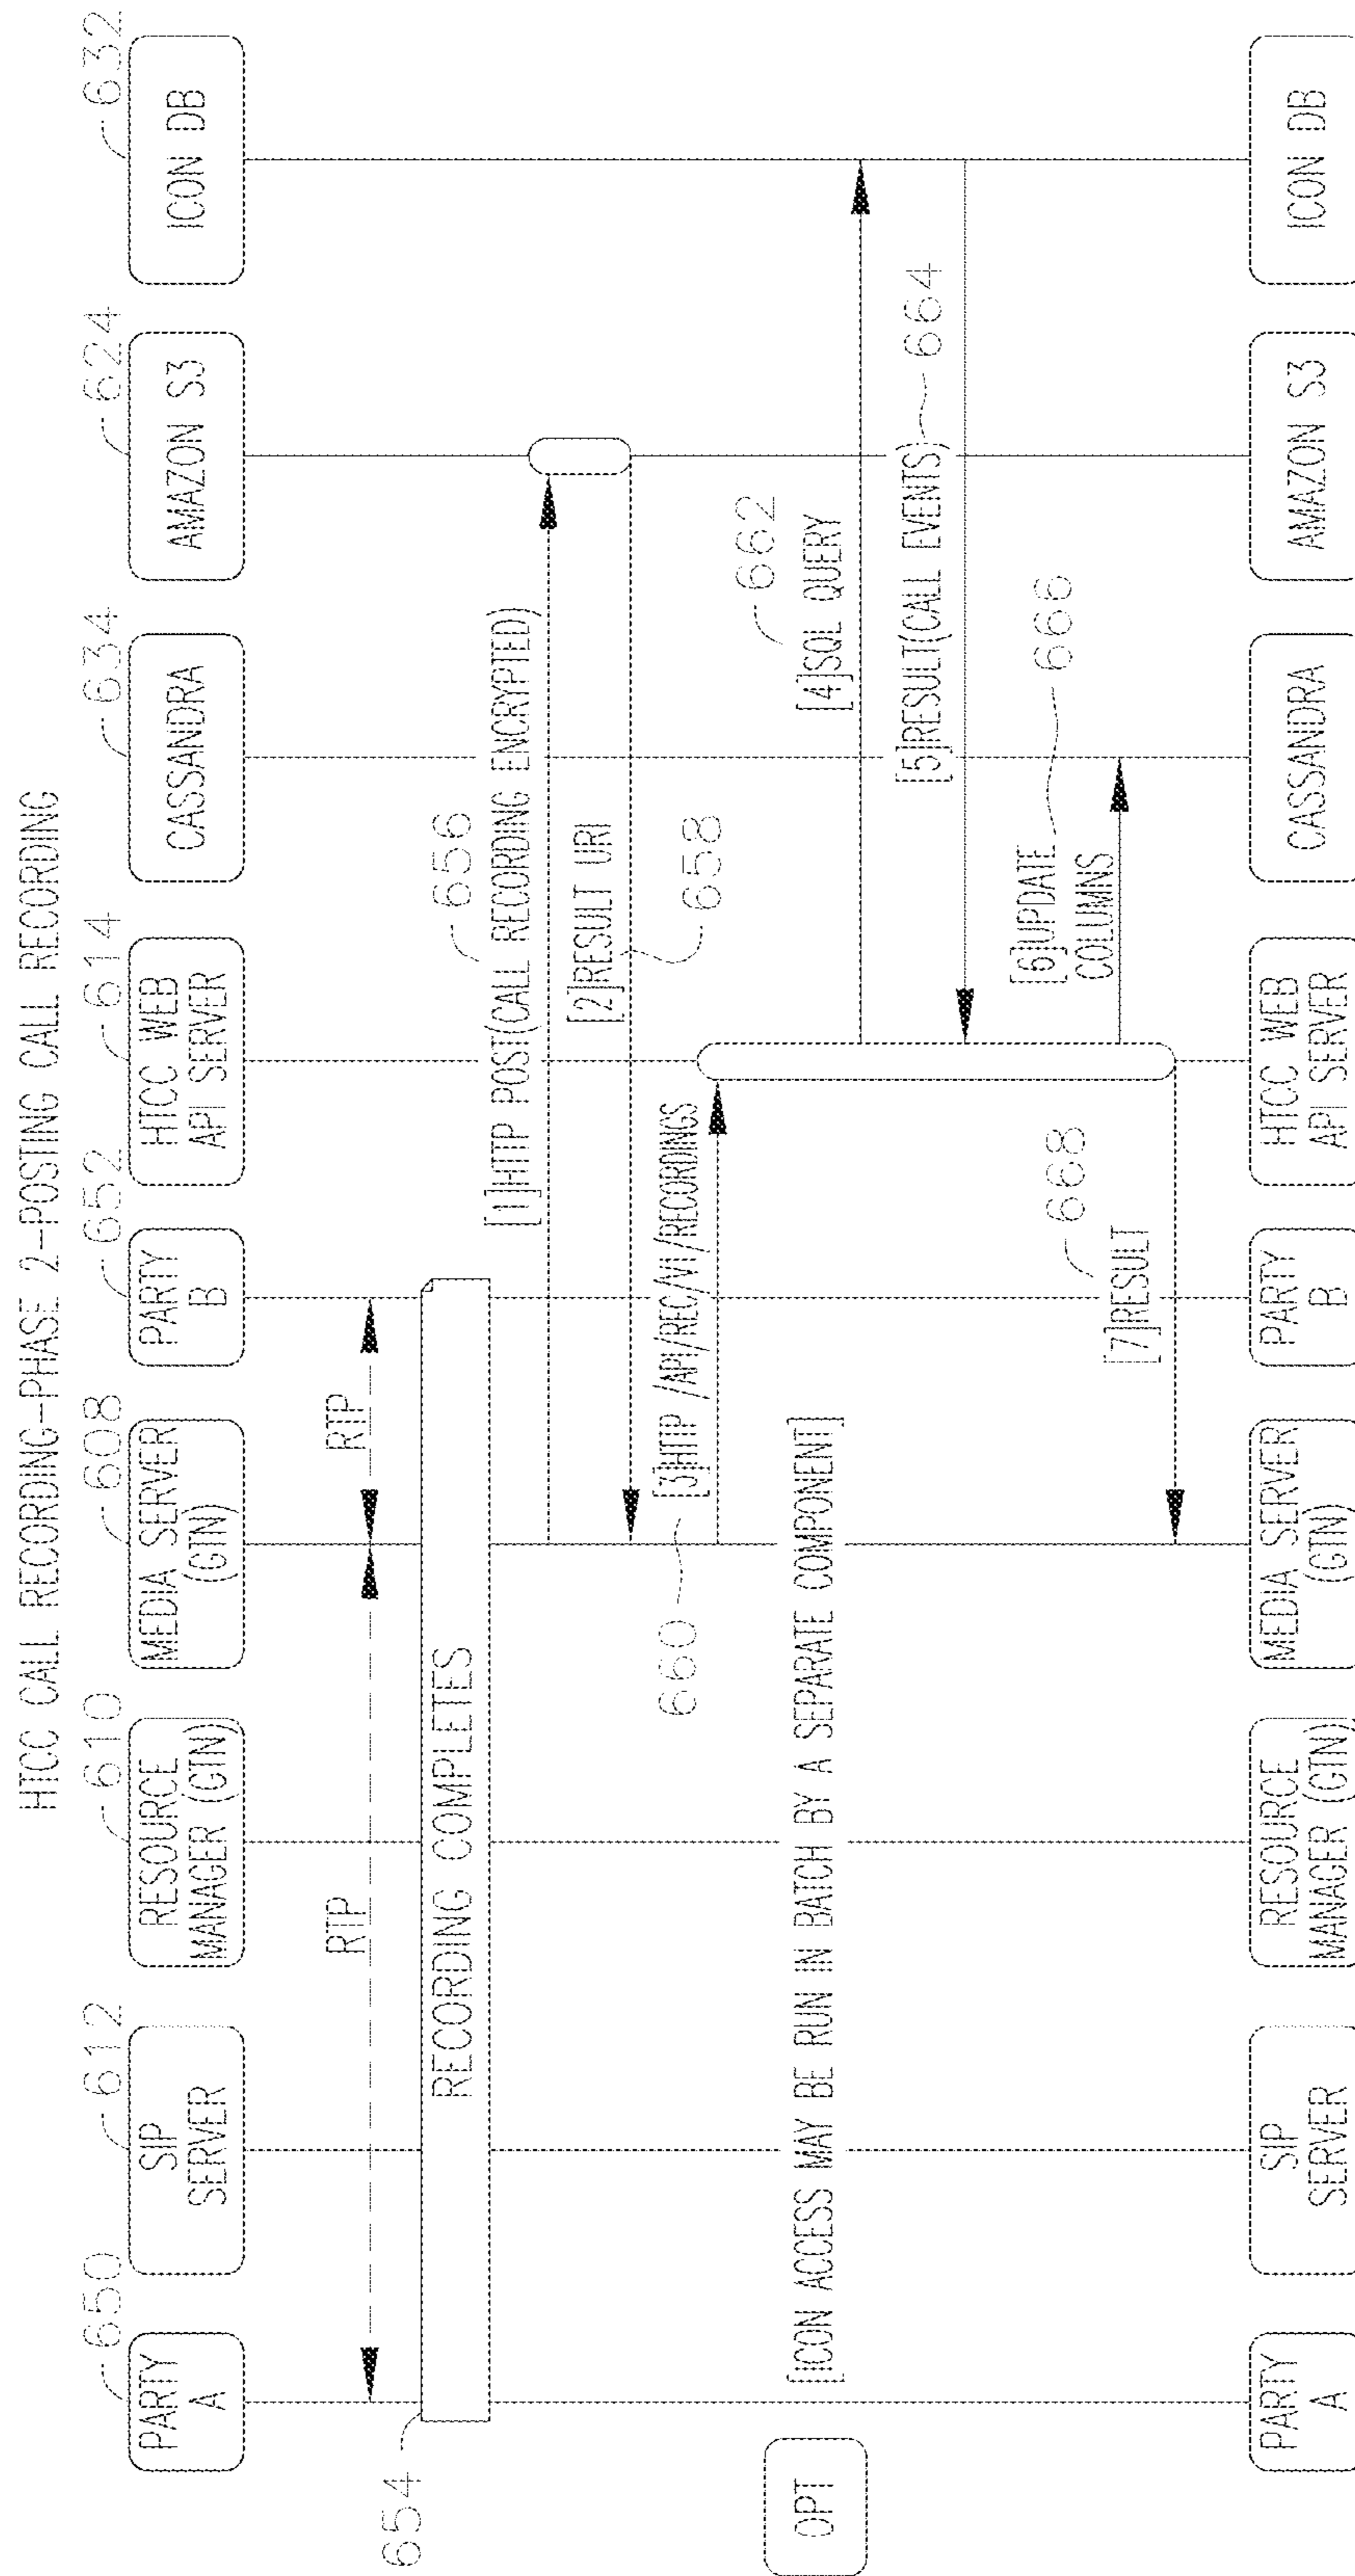 HTCC CALL RECORDING-PHASE 2-POSTING CALL RECORDING
650
612
610
608
652
614
634
624
632
PARTY
A
SIP
SERVER
RESOURCE
MANAGER (GTN)
MEDIA SERVER
(GTN)
PARTY
B
HTCC WEB
API SERVER
CASSANDRA
AMAZON S3
ICON DB
RTP
RTP
654
RECORDING COMPLETES
656
[1]HTTP POST(CALL RECORDING ENCRYPTED)
[2]RESULT URI
658
660
[3]HTTP /API/REC/V1/RECORDINGS
OPT
[ICON ACCESS MAY BE RUN IN BATCH BY A SEPARATE COMPONENT]
662
[4]SQL QUERY
[5]RESULT(CALL EVENTS)
664
[6]UPDATE
COLUMNS
666
668
[7]RESULT
PARTY
A
SIP
SERVER
RESOURCE
MANAGER (GTN)
MEDIA SERVER
(GTN)
PARTY
B
HTCC WEB
API SERVER
CASSANDRA
AMAZON S3
ICON DB